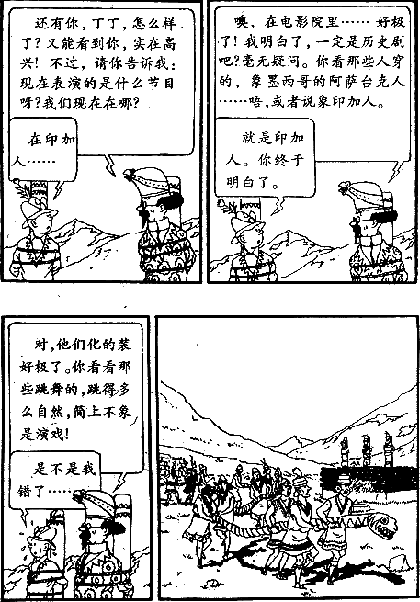 还有你，丁丁，怎么样
了？又能看到你，实在高
兴！不过，请你告诉我：
现在表演的是什么节目
呀？我们现在在哪？
在印加
人……
噢、在电影院里……好极
了！我明白了，一定是历史剧
吧？毫无疑问。你看那些人穿
的，象墨西哥的阿萨台克人
……唔，或者说象印加人。
就是印加
人。你终于
明白了。
对，他们化的装
好极了。你看看那
些跳舞的，跳得多
么自然，简直不象
是演戏！
是不是我
错了……